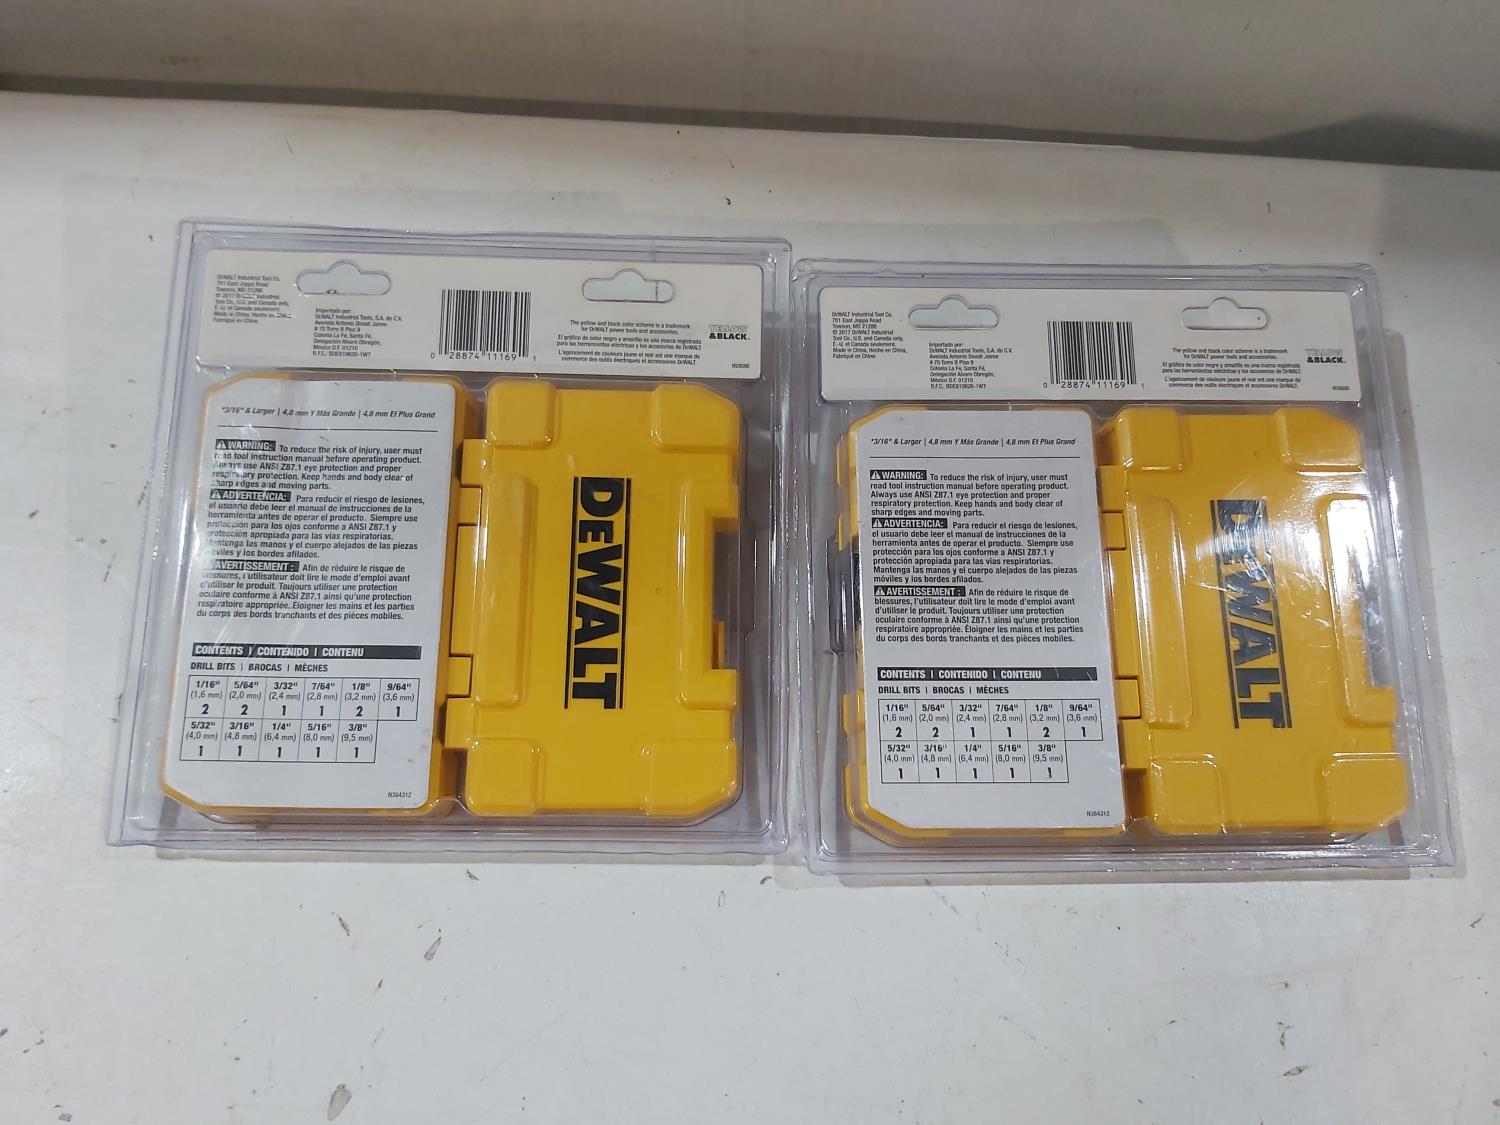 DeWALT Industrial Tool Co.
701 East Joppa Road
Towson, MD 21286
© 2017 DeWALT Industrial
Tool Co., U.S. and Canada only,
É.-U. et Canada seulement.
Made in China, Hecho en China,
Fabriqué en Chine.
Importado por:
DeWALT Industrial Tools, S.A. de C.V.
Avenida Antonio Dovali Jaime
# 70 Torre B Piso 9
Colonia La Fe, Santa Fé,
Delegación Alvaro Obregón,
México D.F. 01210
R.F.C.: BDE810626-1W7
0 28874 11169 1
The yellow and black color scheme is a trademark
for DeWALT power tools and accessories.
El gráfico de color negro y amarillo es una marca registrada
para las herramientas eléctricas y los accesorios de DeWALT
L'agencement de couleurs jaune et noir est une marque de
commerce des outils électriques et accessoires DeWALT
YELLOW
&BLACK.
*3/16" & Larger | 4,8 mm Y Más Grande | 4,8 mm Et Plus Grand
WARNING: To reduce the risk of injury, user must
read tool instruction manual before operating product.
Always use ANSI Z87.1 eye protection and proper
respiratory protection. Keep hands and body clear of
sharp edges and moving parts.
ADVERTENCIA: Para reducir el riesgo de lesiones,
el usuario debe leer el manual de instrucciones de la
herramienta antes de operar el producto. Siempre use
protección para los ojos conforme a ANSI Z87.1 y
protección apropiada para las vías respiratorias.
Mantenga las manos y el cuerpo alejados de las piezas
móviles y los bordes afilados.
AVERTISSEMENT : Afin de réduire le risque de
blessures, l'utilisateur doit lire le mode d'emploi avant
d'utiliser le produit. Toujours utiliser une protection
oculaire conforme à ANSI Z87.1 ainsi qu'une protection
respiratoire appropriée. Éloigner les mains et les parties
du corps des bords tranchants et des pièces mobiles.
CONTENTS | CONTENIDO | CONTENU
DRILL BITS | BROCAS | MÈCHES
1/16" 5/64" 3/32" 7/64" 1/8" 9/64"
(1,6 mm) (2,0 mm) (2,4 mm) (2,8 mm) (3,2 mm) (3,6 mm)
2 2 1 1 2 1
5/32" 3/16" 1/4" 5/16" 3/8"
(4,0 mm) (4,8 mm) (6,4 mm) (8,0 mm) (9,5 mm)
1 1 1 1 1
N384312
DEWALT
DeWALT Industrial Tool Co.
701 East Joppa Road
Towson, MD 21286
© 2017 DeWALT Industrial
Tool Co., U.S. and Canada only,
É.-U. et Canada seulement.
Made in China, Hecho en China,
Fabriqué en Chine.
Importado por:
DeWALT Industrial Tools, S.A. de C.V.
Avenida Antonio Dovali Jaime
# 70 Torre B Piso 9
Colonia La Fe, Santa Fé,
Delegación Alvaro Obregón,
México D.F. 01210
R.F.C.: BDE810626-1W7
0 28874 11169 1
The yellow and black color scheme is a trademark
for DeWALT power tools and accessories.
El gráfico de color negro y amarillo es una marca registrada
para las herramientas eléctricas y los accesorios de DeWALT
L'agencement de couleurs jaune et noir est une marque de
commerce des outils électriques et accessoires DeWALT
YELLOW
&BLACK.
*3/16" & Larger | 4,8 mm Y Más Grande | 4,8 mm Et Plus Grand
WARNING: To reduce the risk of injury, user must
read tool instruction manual before operating product.
Always use ANSI Z87.1 eye protection and proper
respiratory protection. Keep hands and body clear of
sharp edges and moving parts.
ADVERTENCIA: Para reducir el riesgo de lesiones,
el usuario debe leer el manual de instrucciones de la
herramienta antes de operar el producto. Siempre use
protección para los ojos conforme a ANSI Z87.1 y
protección apropiada para las vías respiratorias.
Mantenga las manos y el cuerpo alejados de las piezas
móviles y los bordes afilados.
AVERTISSEMENT : Afin de réduire le risque de
blessures, l'utilisateur doit lire le mode d'emploi avant
d'utiliser le produit. Toujours utiliser une protection
oculaire conforme à ANSI Z87.1 ainsi qu'une protection
respiratoire appropriée. Éloigner les mains et les parties
du corps des bords tranchants et des pièces mobiles.
CONTENTS | CONTENIDO | CONTENU
DRILL BITS | BROCAS | MÈCHES
1/16" 5/64" 3/32" 7/64" 1/8" 9/64"
(1,6 mm) (2,0 mm) (2,4 mm) (2,8 mm) (3,2 mm) (3,6 mm)
2 2 1 1 2 1
5/32" 3/16" 1/4" 5/16" 3/8"
(4,0 mm) (4,8 mm) (6,4 mm) (8,0 mm) (9,5 mm)
1 1 1 1 1
N384312
DEWALT